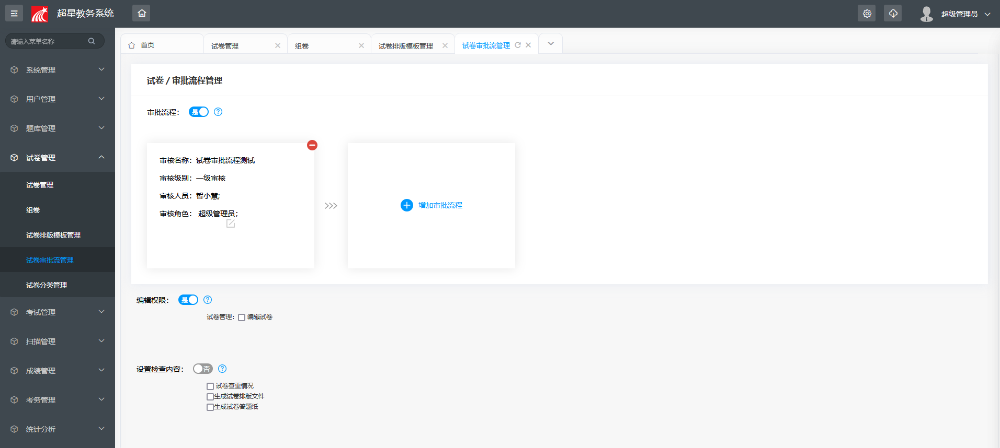 超星教务系统
超级管理员
请输入菜单名称
系统管理
用户管理
题库管理
试卷管理
试卷管理
组卷
试卷排版模板管理
试卷审批流管理
试卷分类管理
考试管理
扫描管理
成绩管理
考务管理
统计分析
首页
试卷管理
组卷
试卷排版模板管理
试卷审批流管理
试卷 / 审批流程管理
审批流程：
是
审核名称：试卷审批流程测试
审核级别：一级审核
审核人员：智小慧;
审核角色： 超级管理员；
增加审批流程
编辑权限：
是
试卷管理：
编辑试卷
设置检查内容：
否
试卷查重情况
生成试卷排版文件
生成试卷答题纸